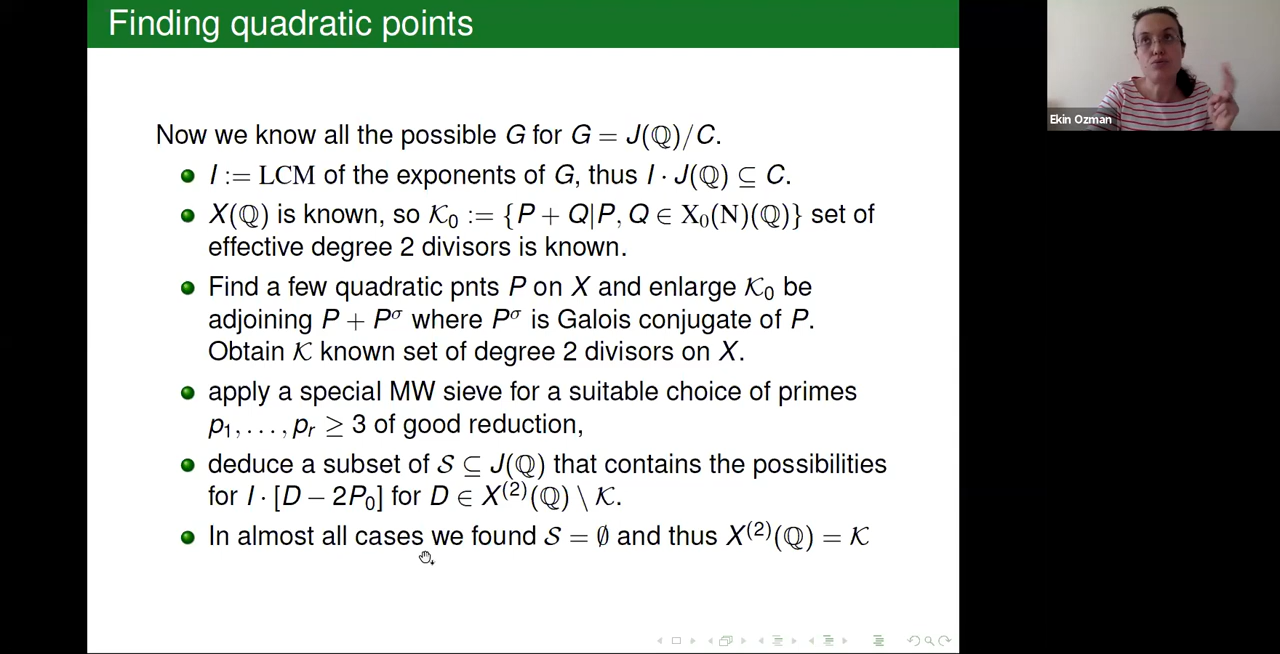 Finding quadratic points
Now we know all the possible G for G = J(ℚ)/C.
I := LCM of the exponents of G, thus I · J(ℚ) ⊆ C.
X(ℚ) is known, so 𝒦₀ := {P + Q|P, Q ∈ X₀(N)(ℚ)} set of
effective degree 2 divisors is known.
Find a few quadratic pnts P on X and enlarge 𝒦₀ be
adjoining P + Pᵅ where Pᵅ is Galois conjugate of P.
Obtain 𝒦 known set of degree 2 divisors on X.
apply a special MW sieve for a suitable choice of primes
p₁, . . . , pᵣ ≥ 3 of good reduction,
deduce a subset of 𝒮 ⊆ J(ℚ) that contains the possibilities
for I · [D − 2P₀] for D ∈ X⁽²⁾(ℚ) \ 𝒦.
In almost all cases we found 𝒮 = ∅ and thus X⁽²⁾(ℚ) = 𝒦
Ekin Ozman